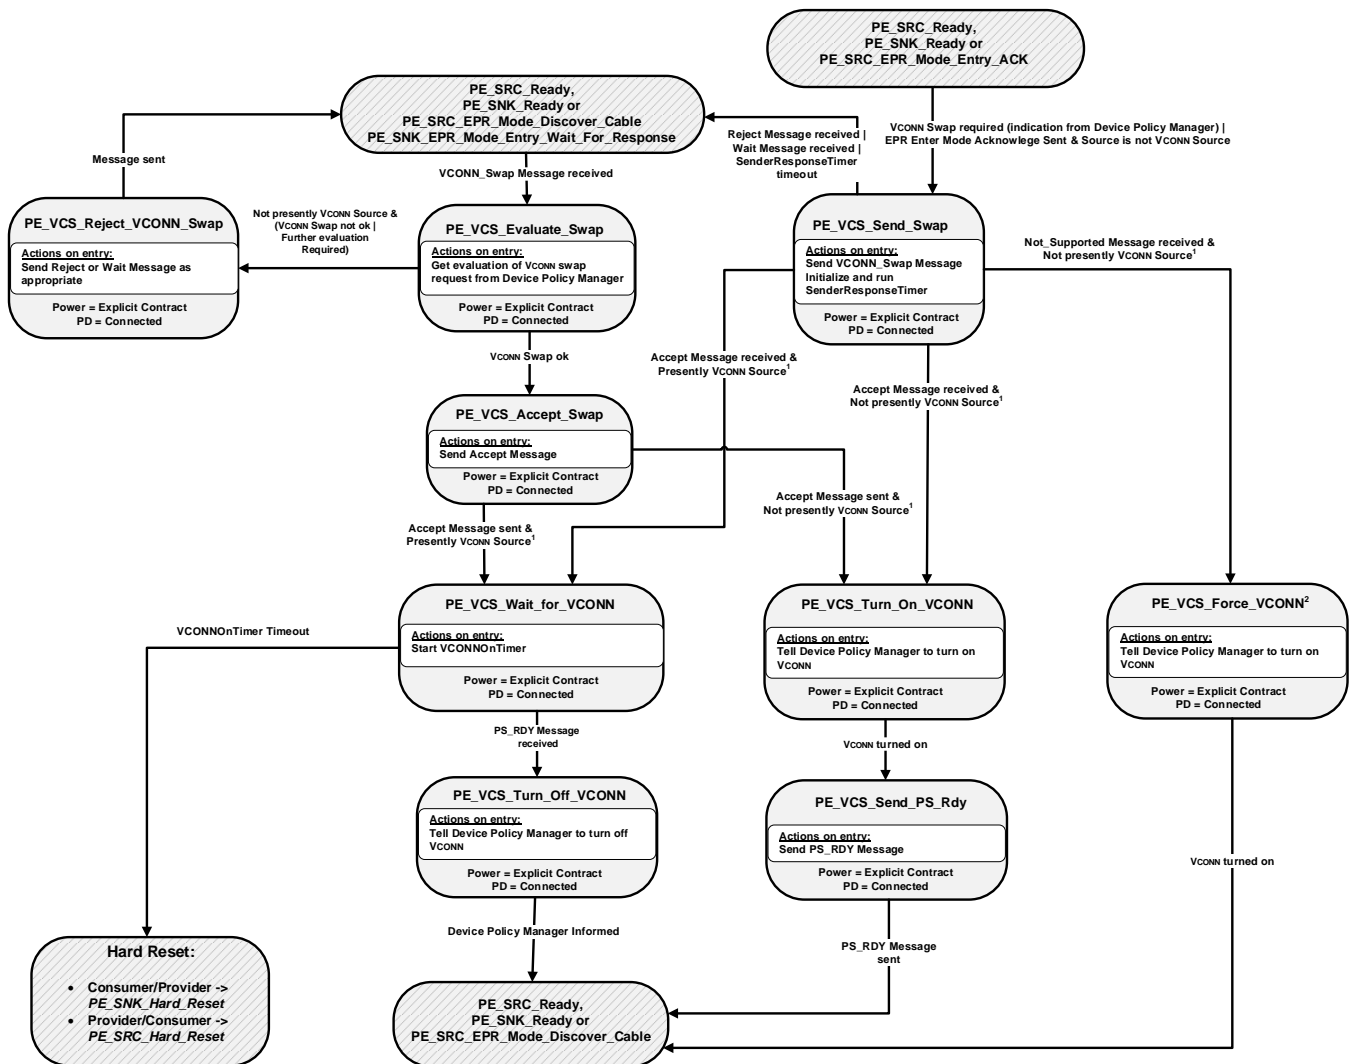 PE_SRC_Ready,
PE_SNK_Ready or
PE_SRC_EPR_Mode_Entry_ACK
PE_SRC_Ready,
PE_SNK_Ready or
PE_SRC_EPR_Mode_Discover_Cable
PE_SNK_EPR_Mode_Entry_Wait_For_Response
Reject Message received |
Wait Message received |
SenderResponseTimer
timeout
VCONN Swap required (indication from Device Policy Manager) |
EPR Enter Mode Acknowlege Sent & Source is not VCONN Source
Message sent
VCONN_Swap Message received
PE_VCS_Reject_VCONN_Swap
Actions on entry:
Send Reject or Wait Message as
appropriate
Power = Explicit Contract
PD = Connected
Not presently VCONN Source &
(VCONN Swap not ok |
Further evaluation
Required)
PE_VCS_Evaluate_Swap
Actions on entry:
Get evaluation of VCONN swap
request from Device Policy Manager
Power = Explicit Contract
PD = Connected
PE_VCS_Send_Swap
Actions on entry:
Send VCONN_Swap Message
Initialize and run
SenderResponseTimer
Power = Explicit Contract
PD = Connected
Not_Supported Message received &
Not presently VCONN Source1
VCONN Swap ok
Accept Message received &
Presently VCONN Source1
Accept Message received &
Not presently VCONN Source1
PE_VCS_Accept_Swap
Actions on entry:
Send Accept Message
Power = Explicit Contract
PD = Connected
Accept Message sent &
Not presently VCONN Source1
Accept Message sent &
Presently VCONN Source1
PE_VCS_Wait_for_VCONN
Actions on entry:
Start VCONNOnTimer
Power = Explicit Contract
PD = Connected
PE_VCS_Turn_On_VCONN
Actions on entry:
Tell Device Policy Manager to turn on
VCONN
Power = Explicit Contract
PD = Connected
PE_VCS_Force_VCONN2
Actions on entry:
Tell Device Policy Manager to turn on
VCONN
Power = Explicit Contract
PD = Connected
VCONNOnTimer Timeout
PS_RDY Message
received
VCONN turned on
PE_VCS_Turn_Off_VCONN
Actions on entry:
Tell Device Policy Manager to turn off
VCONN
Power = Explicit Contract
PD = Connected
PE_VCS_Send_PS_Rdy
Actions on entry:
Send PS_RDY Message
Power = Explicit Contract
PD = Connected
VCONN turned on
Device Policy Manager Informed
PS_RDY Message
sent
Hard Reset:
• Consumer/Provider ->
PE_SNK_Hard_Reset
• Provider/Consumer ->
PE_SRC_Hard_Reset
PE_SRC_Ready,
PE_SNK_Ready or
PE_SRC_EPR_Mode_Discover_Cable